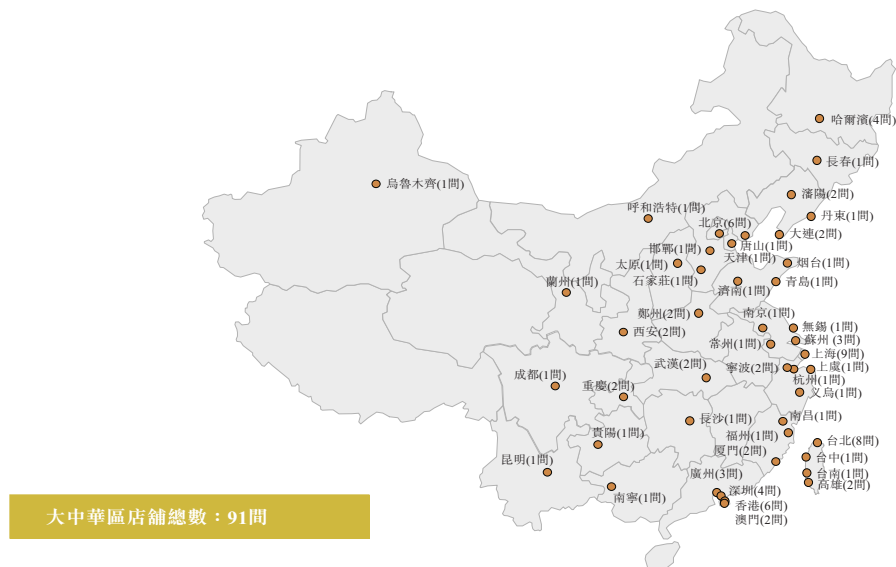 哈爾濱(4間)
長春(1間)
烏魯木齊(1間)
瀋陽(2間)
呼和浩特(1間)
丹東(1間)
北京(6間)
大連(2間)
唐山(1間)
邯鄲(1間)
天津(1間)
太原(1間)
烟台(1間)
石家莊(1間)
蘭州(1間)
濟南(1間)
青島(1間)
鄭州(2間)
南京(1間)
西安(2間)
無錫 (1間)
常州(1間)
蘇州 (3間)
上海(9間)
武漢(2間)
寧波(2間)
上虞(1間)
成都(1間)
杭州(1間)
重慶(2間)
义烏(1間)
長沙(1間)
南昌(1間)
貴陽(1間)
福州(1間)
台北(8間)
厦門(2間)
昆明(1間)
台中(1間)
廣州(3間)
台南(1間)
高雄(2間)
南寧(1間)
深圳(4間)
香港(6間)
澳門(2間)
大中華區店舖總數：91間